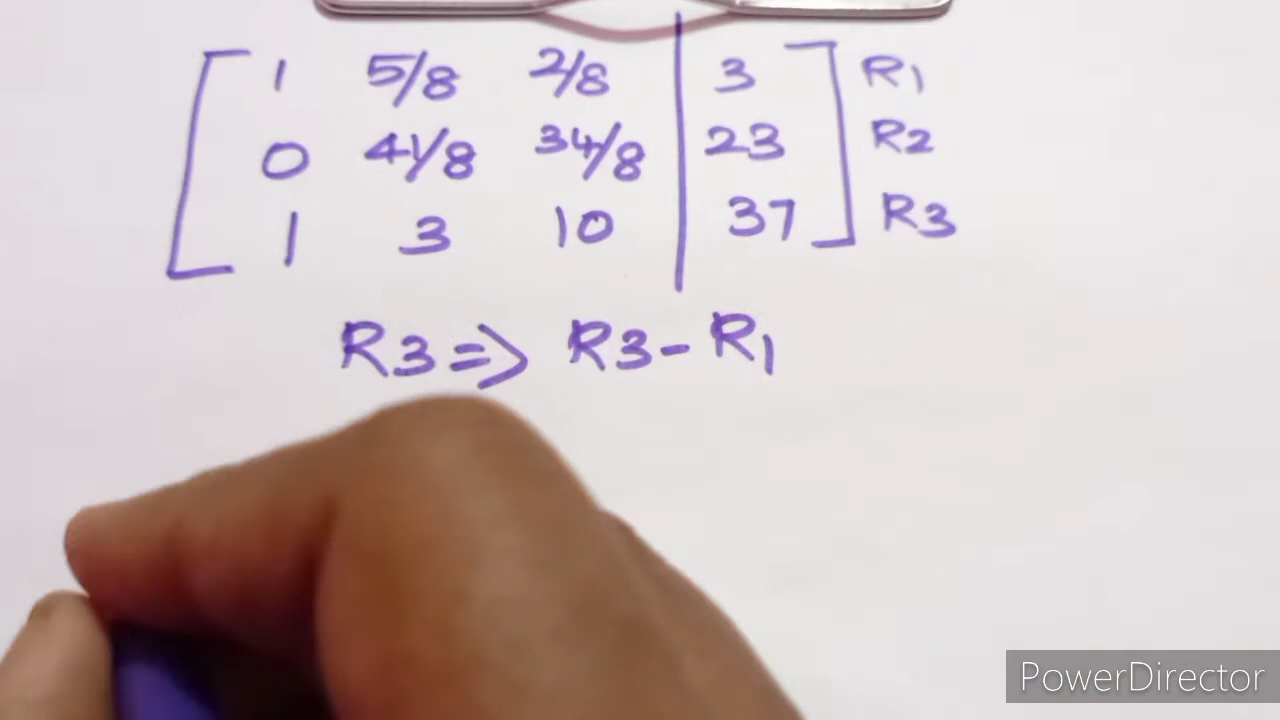 1 5/8 2/8 3 R1
0 41/8 34/8 23 R2
1 3 10 37 R3
R3 => R3 - R1
PowerDirector